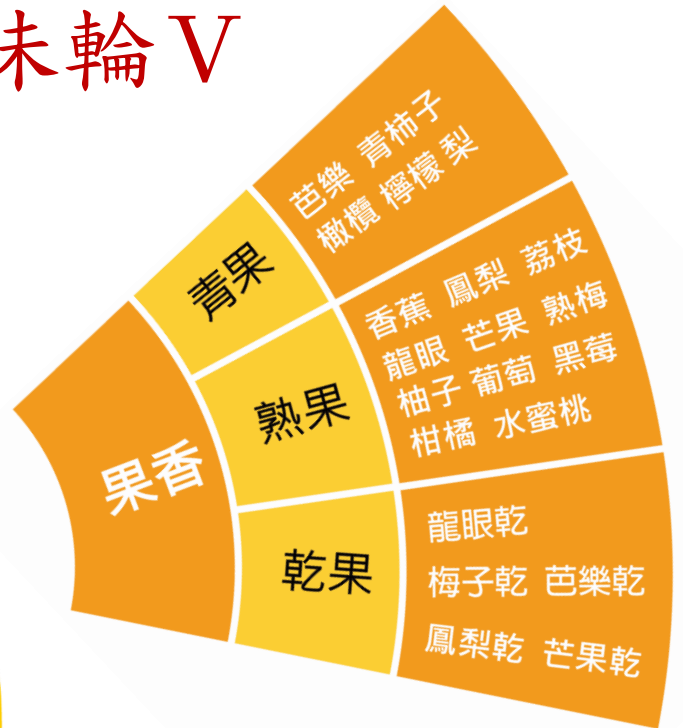 味輪V
果香
青果
芭樂 青柿子
橄欖 檸檬 梨
熟果
香蕉 鳳梨 荔枝
龍眼 芒果 熟梅
柚子 葡萄 黑莓
柑橘 水蜜桃
乾果
龍眼乾
梅子乾 芭樂乾
鳳梨乾 芒果乾